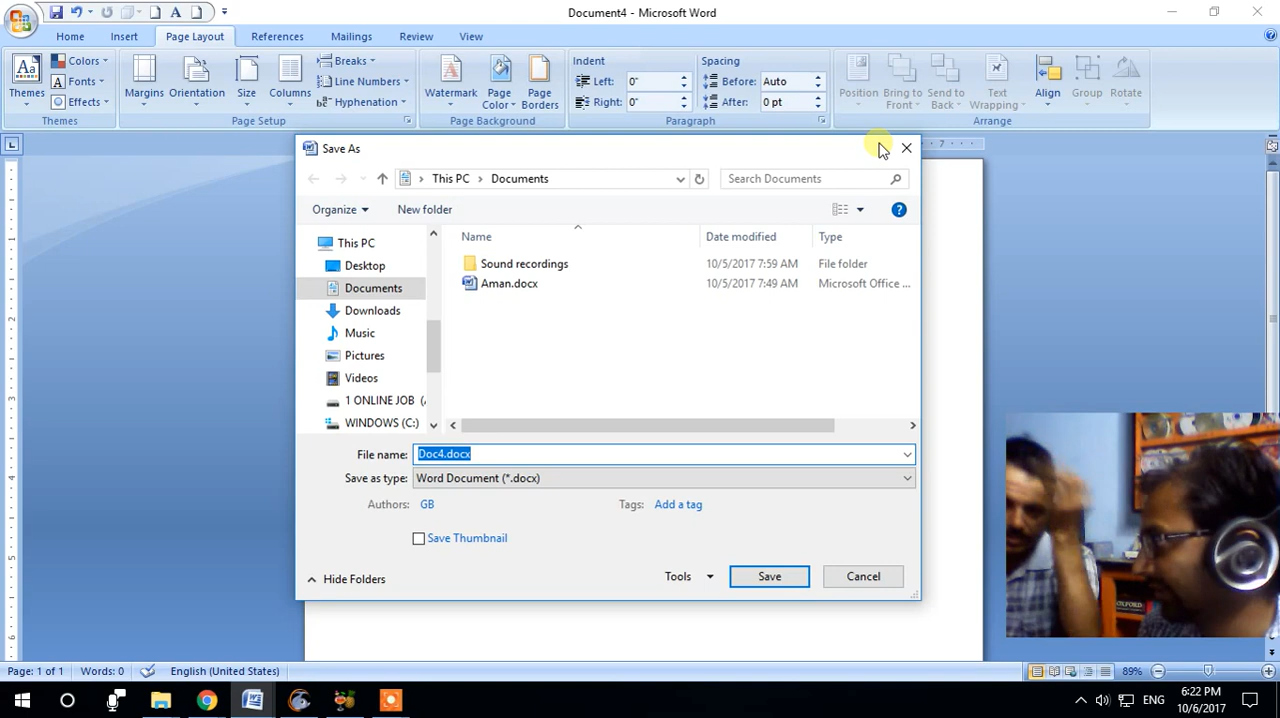 Document4 - Microsoft Word
Home Insert Page Layout References Mailings Review View
Themes
Colors
Fonts
Effects
Themes
Margins
Orientation
Size
Columns
Breaks
Line Numbers
Hyphenation
Page Setup
Watermark
Page Color
Page Borders
Page Background
Indent
Left: 0"
Right: 0"
Spacing
Before: Auto
After: 0 pt
Paragraph
Position
Bring to Front
Send to Back
Text Wrapping
Align
Group
Rotate
Arrange
Save As
This PC > Documents
Search Documents
Organize
New folder
This PC
Desktop
Documents
Downloads
Music
Pictures
Videos
1 ONLINE JOB (
WINDOWS (C:)
Name Date modified Type
Sound recordings 10/5/2017 7:59 AM File folder
Aman.docx 10/5/2017 7:49 AM Microsoft Office ...
File name: Doc4.docx
Save as type: Word Document (*.docx)
Authors: GB
Tags: Add a tag
Save Thumbnail
Hide Folders
Tools
Save
Cancel
Page: 1 of 1 Words: 0 English (United States)
89%
ENG
6:22 PM
10/6/2017